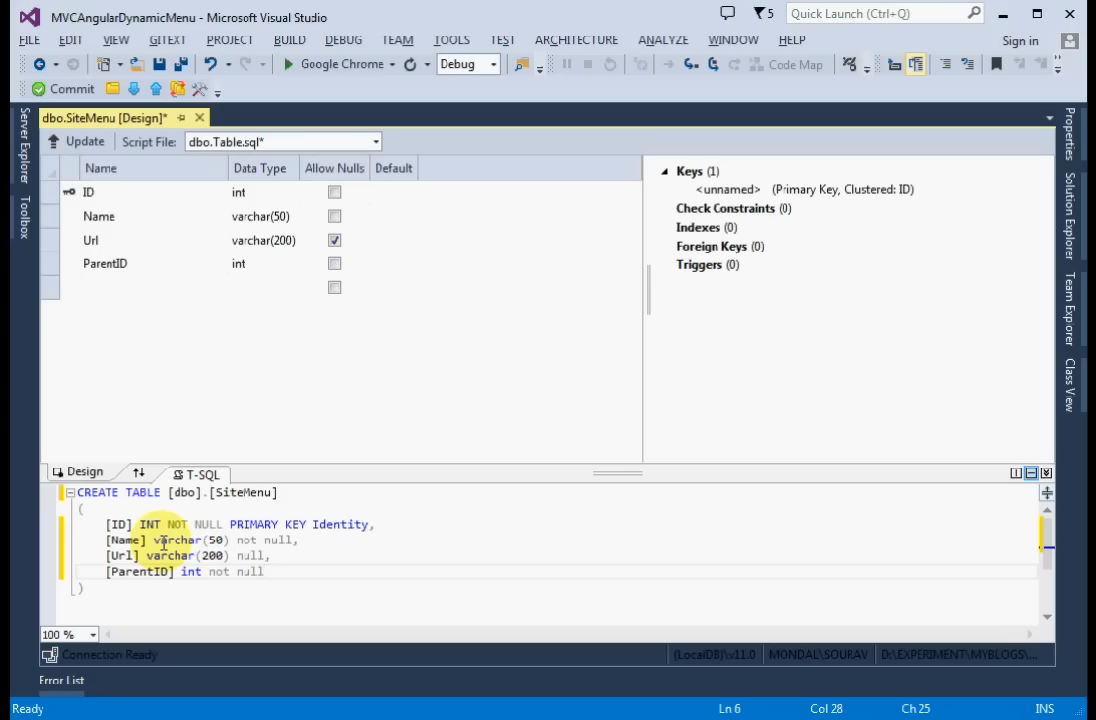 MVCAngularDynamicMenu - Microsoft Visual Studio
5
Quick Launch (Ctrl+Q)
FILE EDIT VIEW GITEXT PROJECT BUILD DEBUG TEAM TOOLS TEST ARCHITECTURE ANALYZE WINDOW HELP Sign in
Google Chrome Debug Code Map
Commit
Server Explorer
Toolbox
dbo.SiteMenu [Design]*
Update Script File: dbo.Table.sql*
Name Data Type Allow Nulls Default
ID int
Name varchar(50)
Url varchar(200)
ParentID int
Keys (1)
<unnamed> (Primary Key, Clustered: ID)
Check Constraints (0)
Indexes (0)
Foreign Keys (0)
Triggers (0)
Properties
Solution Explorer
Team Explorer
Class View
Design T-SQL
CREATE TABLE [dbo].[SiteMenu]
(
[ID] INT NOT NULL PRIMARY KEY Identity,
[Name] varchar(50) not null,
[Url] varchar(200) null,
[ParentID] int not null
)
100 %
Connection Ready (LocalDB)\v11.0 MONDAL\SOURAV D:\EXPERIMENT\MYBLOGS\...
Error List
Ready Ln 6 Col 28 Ch 25 INS